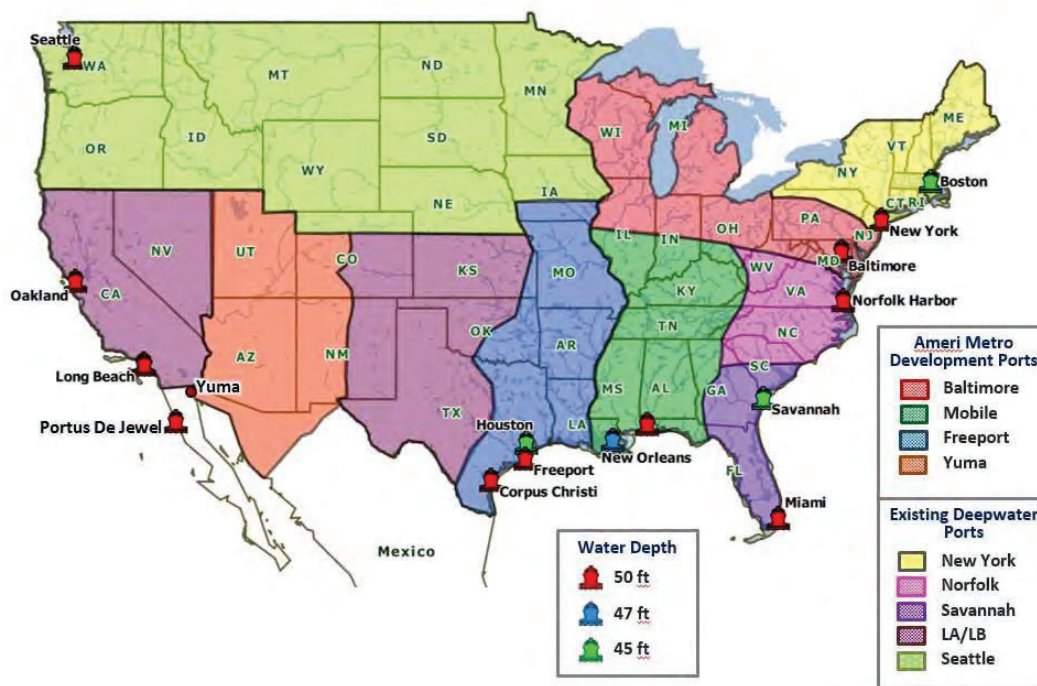 Seattle
WA
MT
ND
MN
OR
ID
SD
WY
WI
MI
ME
VT
NY
Boston
CT
RI
IA
NE
PA
NJ
New York
NV
UT
CO
KS
MO
IL
IN
OH
MD
Baltimore
Oakland
CA
WV
VA
KY
Norfolk Harbor
OK
TN
NC
AZ
NM
AR
SC
Long Beach
Yuma
MS
AL
GA
Savannah
Portus De Jewel
TX
Houston
LA
New Orleans
Freeport
FL
Corpus Christi
Miami
Mexico
Water Depth
50 ft
47 ft
45 ft
Ameri Metro
Development Ports
Baltimore
Mobile
Freeport
Yuma
Existing Deepwater
Ports
New York
Norfolk
Savannah
LA/LB
Seattle